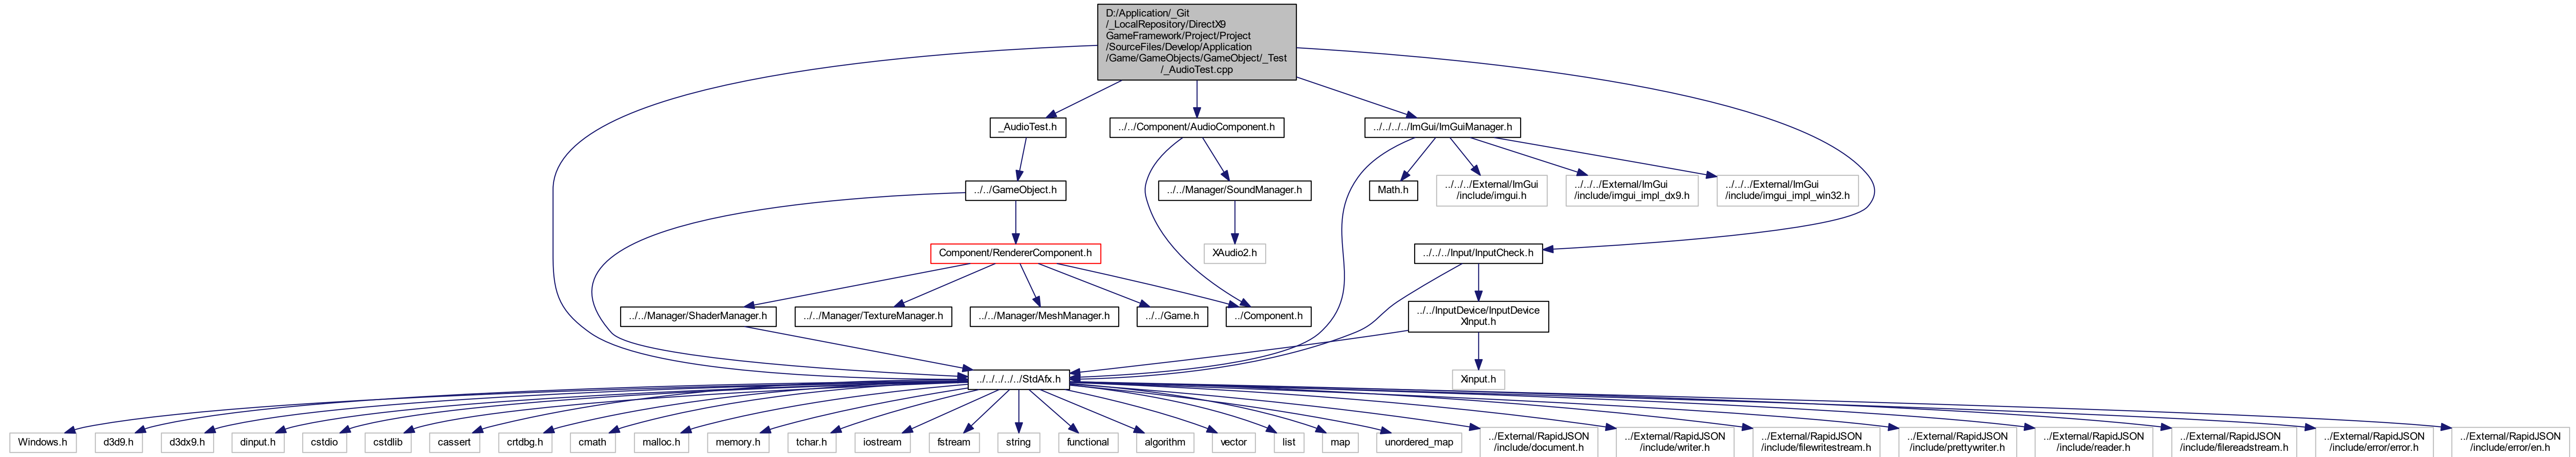 D:/Application/_Git
/_LocalRepository/DirectX9
GameFramework/Project/Project
/SourceFiles/Develop/Application
/Game/GameObjects/GameObject/_Test
/_AudioTest.cpp
_AudioTest.h
../../Component/AudioComponent.h
../../../../ImGui/ImGuiManager.h
../../GameObject.h
../../Manager/SoundManager.h
Math.h
../../../External/ImGui
/include/imgui.h
../../../External/ImGui
/include/imgui_impl_dx9.h
../../../External/ImGui
/include/imgui_impl_win32.h
Component/RendererComponent.h
XAudio2.h
../../../Input/InputCheck.h
../../Manager/ShaderManager.h
../../Manager/TextureManager.h
../../Manager/MeshManager.h
../../Game.h
../Component.h
../../InputDevice/InputDevice
XInput.h
../../../../../StdAfx.h
Xinput.h
Windows.h
d3d9.h
d3dx9.h
dinput.h
cstdio
cstdlib
cassert
crtdbg.h
cmath
malloc.h
memory.h
tchar.h
iostream
fstream
string
functional
algorithm
vector
list
map
unordered_map
../External/RapidJSON
/include/document.h
../External/RapidJSON
/include/writer.h
../External/RapidJSON
/include/filewritestream.h
../External/RapidJSON
/include/prettywriter.h
../External/RapidJSON
/include/reader.h
../External/RapidJSON
/include/filereadstream.h
../External/RapidJSON
/include/error/error.h
../External/RapidJSON
/include/error/en.h